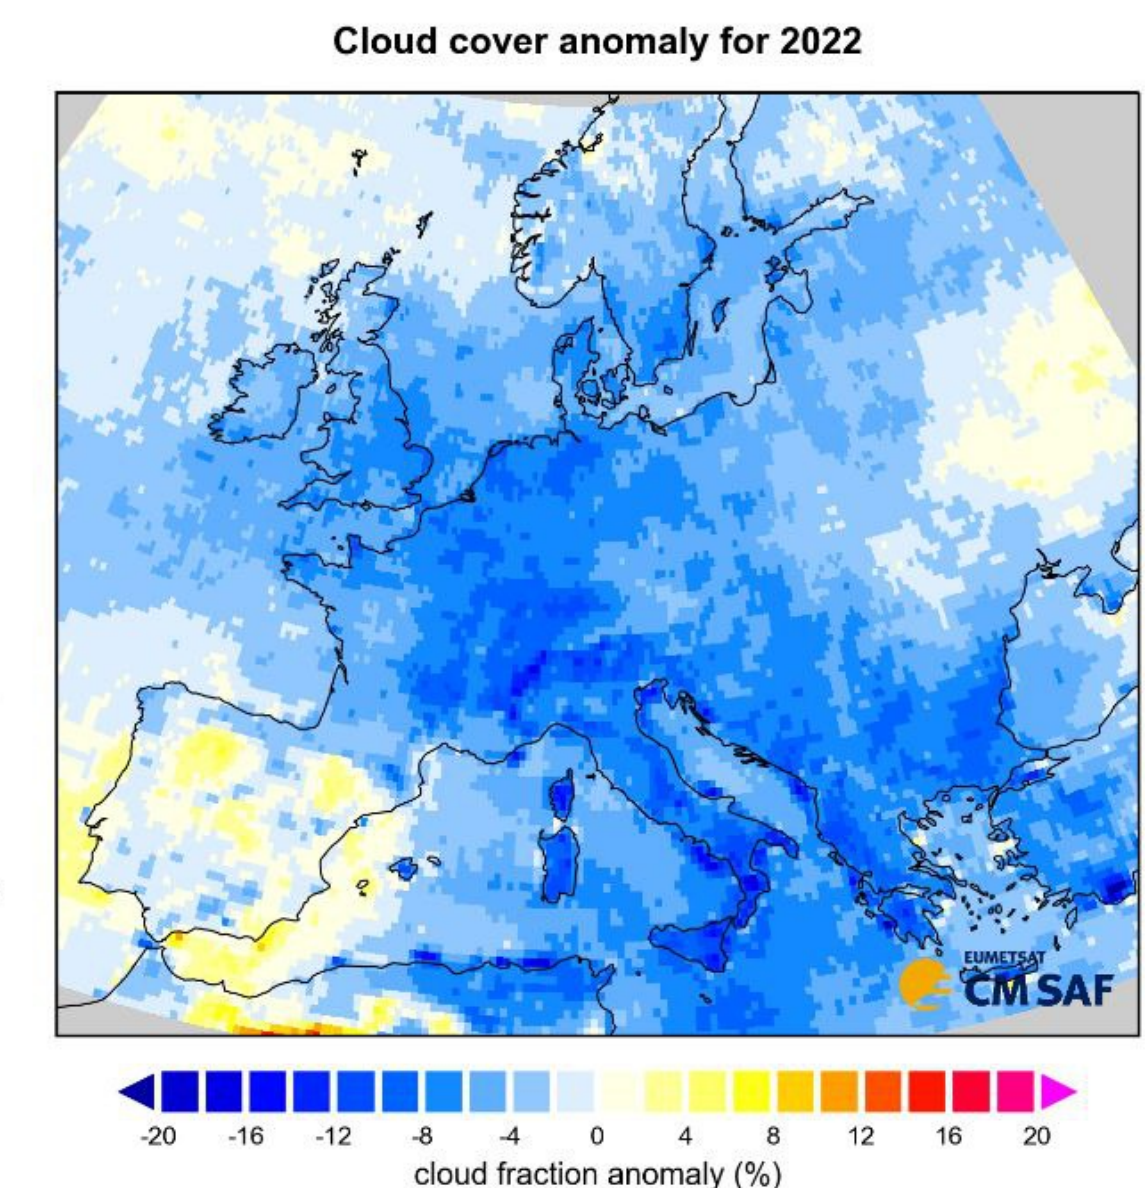 Cloud cover anomaly for 2022
EUMETSAT
CM SAF
-20 -16 -12 -8 -4 0 4 8 12 16 20
cloud fraction anomaly (%)